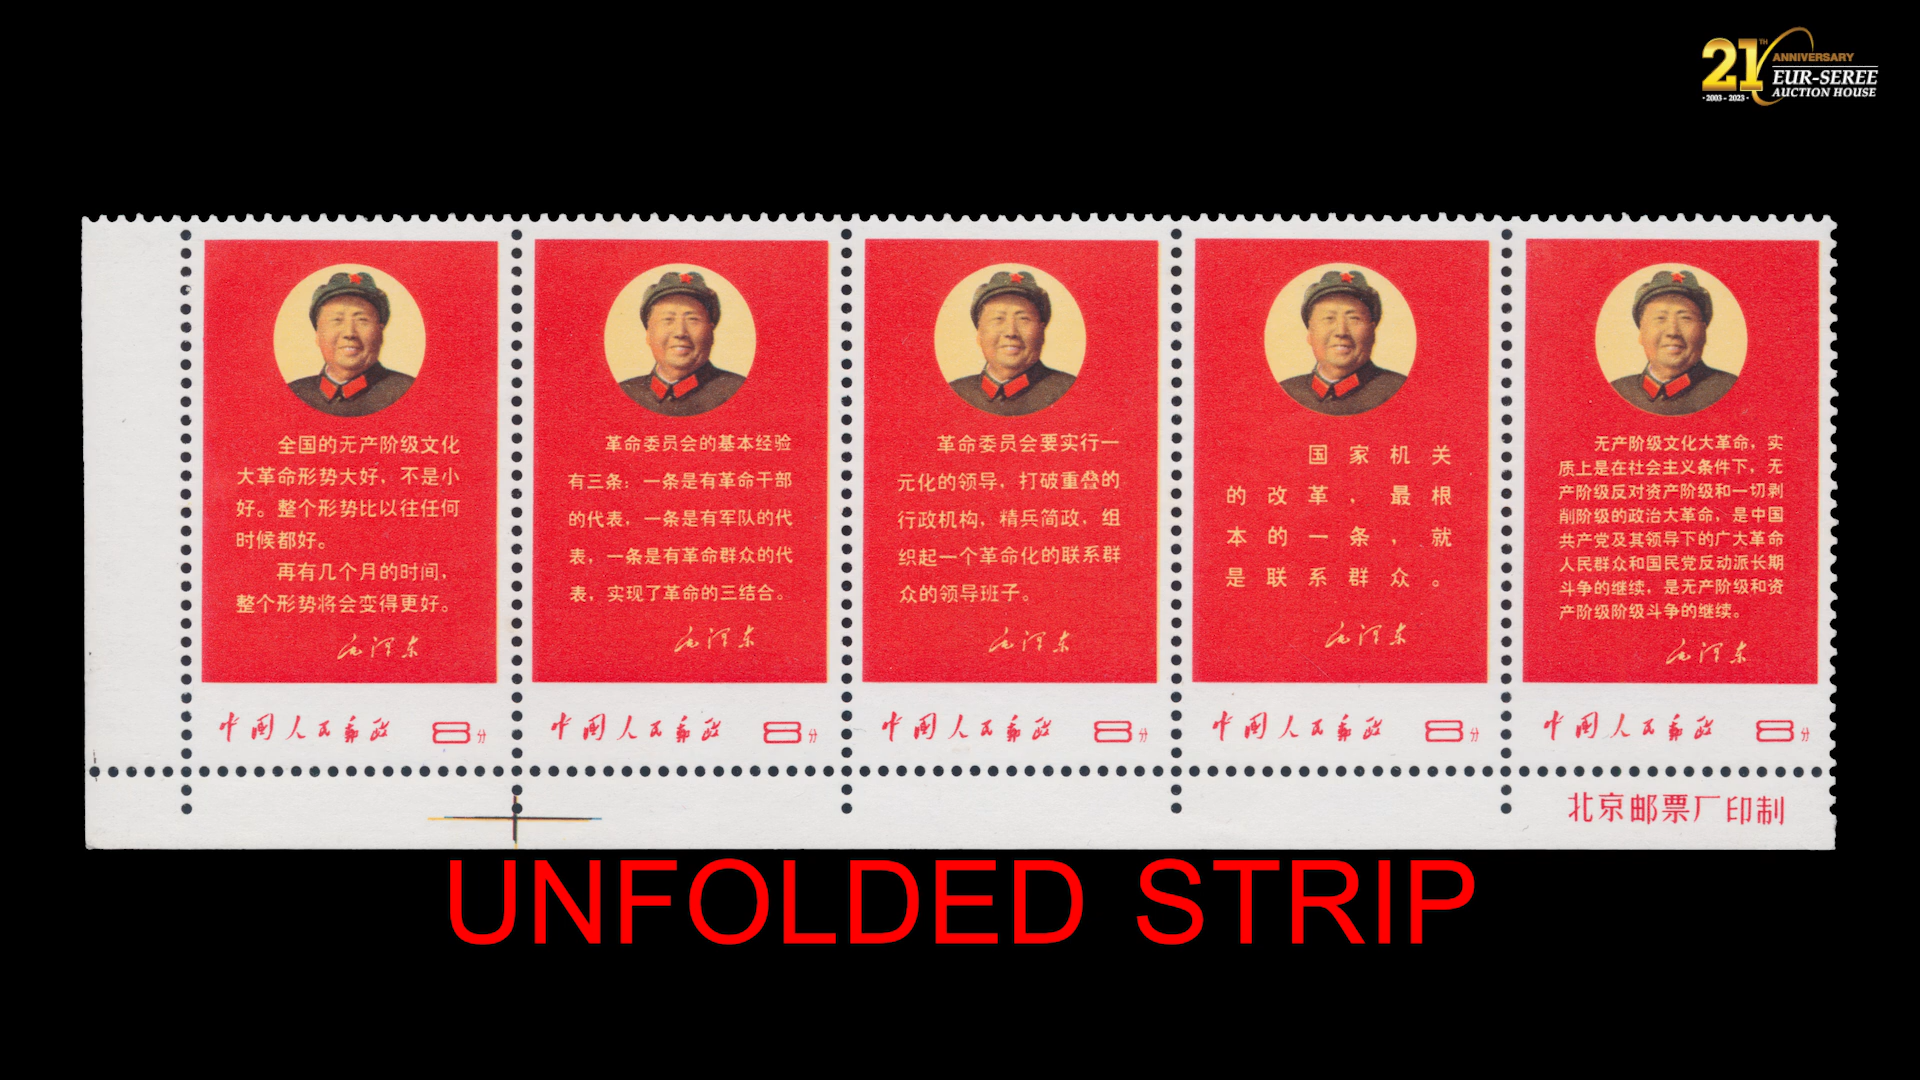 21TH
ANNIVERSARY
EUR-SEREE
AUCTION HOUSE
·2003 - 2023·
全国的无产阶级文化
大革命形势大好，不是小
好。整个形势比以往任何
时候都好。
再有几个月的时间，
整个形势将会变得更好。
毛泽东
中国人民邮政 8分
革命委员会的基本经验
有三条：一条是有革命干部
的代表，一条是有军队的代
表，一条是有革命群众的代
表，实现了革命的三结合。
毛泽东
中国人民邮政 8分
革命委员会要实行一
元化的领导，打破重叠的
行政机构，精兵简政，组
织起一个革命化的联系群
众的领导班子。
毛泽东
中国人民邮政 8分
国家机关
的改革，最根
本的一条，就
是联系群众。
毛泽东
中国人民邮政 8分
无产阶级文化大革命，实
质上是在社会主义条件下，无
产阶级反对资产阶级和一切剥
削阶级的政治大革命，是中国
共产党及其领导下的广大革命
人民群众和国民党反动派长期
斗争的继续，是无产阶级和资
产阶级阶级斗争的继续。
毛泽东
中国人民邮政 8分
北京邮票厂印制
UNFOLDED STRIP